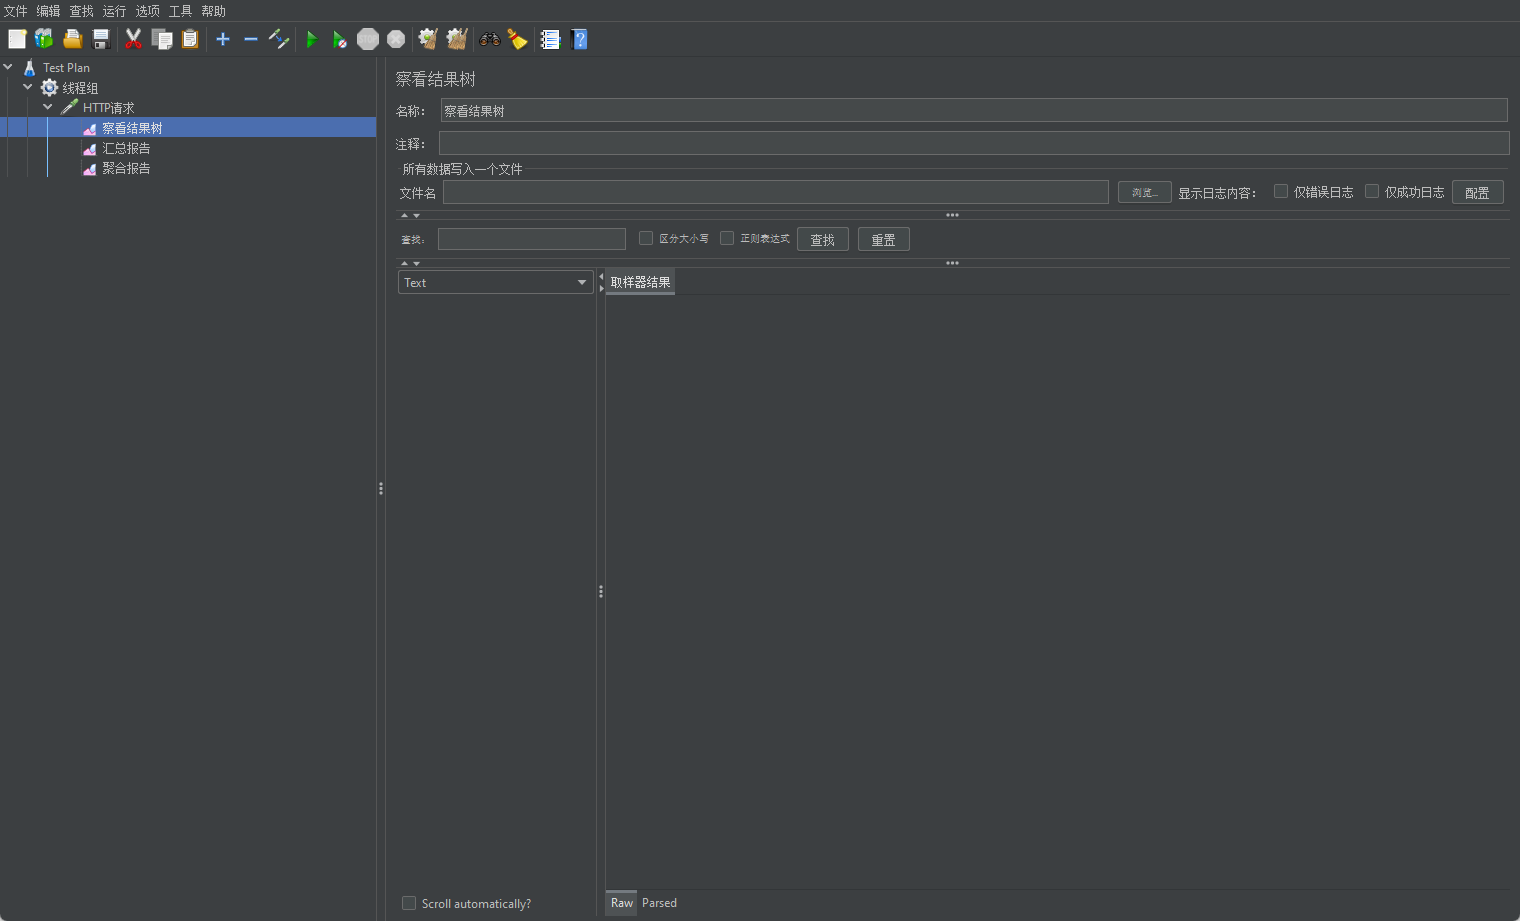 文件 编辑 查找 运行 选项 工具 帮助
Test Plan
线程组
HTTP请求
察看结果树
汇总报告
聚合报告
察看结果树
名称： 察看结果树
注释：
所有数据写入一个文件
文件名 浏览... 显示日志内容： 仅错误日志 仅成功日志 配置
查找： 区分大小写 正则表达式 查找 重置
Text 取样器结果
Scroll automatically? Raw Parsed